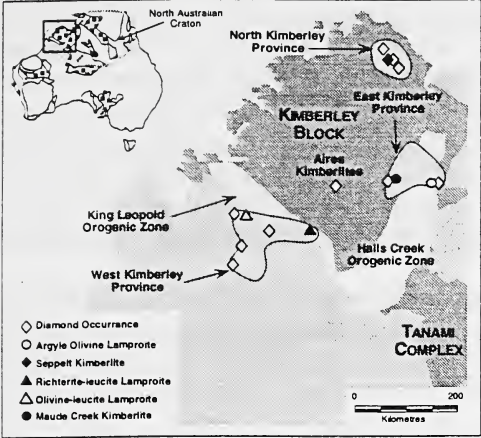 North Australian
Craton
North Kimberley
Province
East Kimberley
Province
KIMBERLEY
BLOCK
Aires
Kimberlites
King Leopold
Orogenic Zone
Halls Creek
Orogenic Zone
West Kimberley
Province
TANAMI
COMPLEX
Diamond Occurrance
Argyle Olivine Lamproite
Seppelt Kimberlite
Richterite-leucite Lamproite
Olivine-leucite Lamproite
Maude Creek Kimberlite
0 200
Kilometres